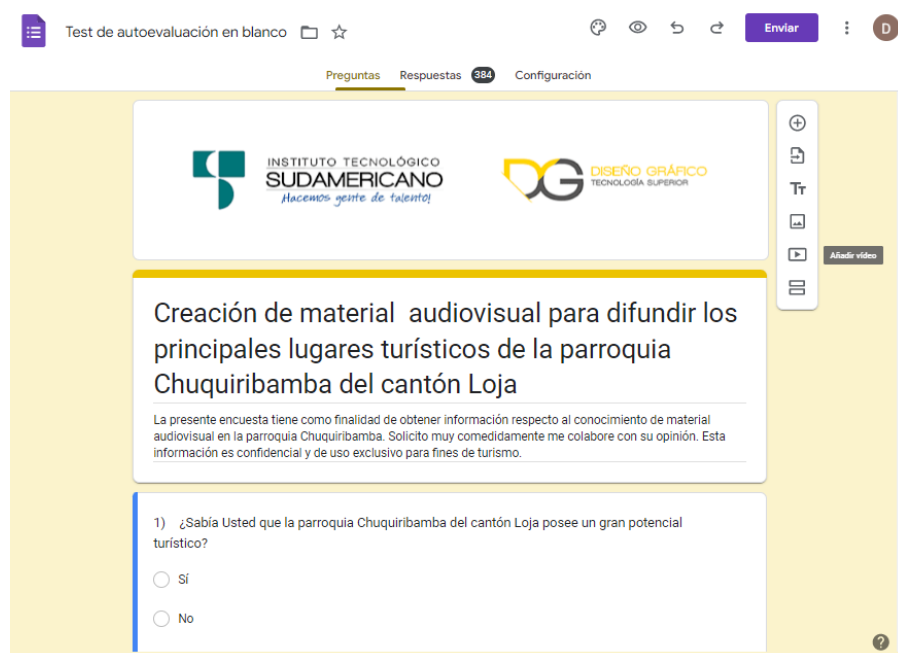 Test de autoevaluación en blanco
Enviar
D
Preguntas Respuestas 384 Configuración
INSTITUTO TECNOLÓGICO
SUDAMERICANO
Hacemos gente de talento!
DG DISEÑO GRÁFICO
TECNOLOGÍA SUPERIOR
Tт
Añadir vídeo
Creación de material audiovisual para difundir los
principales lugares turísticos de la parroquia
Chuquiribamba del cantón Loja
La presente encuesta tiene como finalidad de obtener información respecto al conocimiento de material
audiovisual en la parroquia Chuquiribamba. Solicito muy comedidamente me colabore con su opinión. Esta
información es confidencial y de uso exclusivo para fines de turismo.
1) ¿Sabía Usted que la parroquia Chuquiribamba del cantón Loja posee un gran potencial
turístico?
Sí
No
?